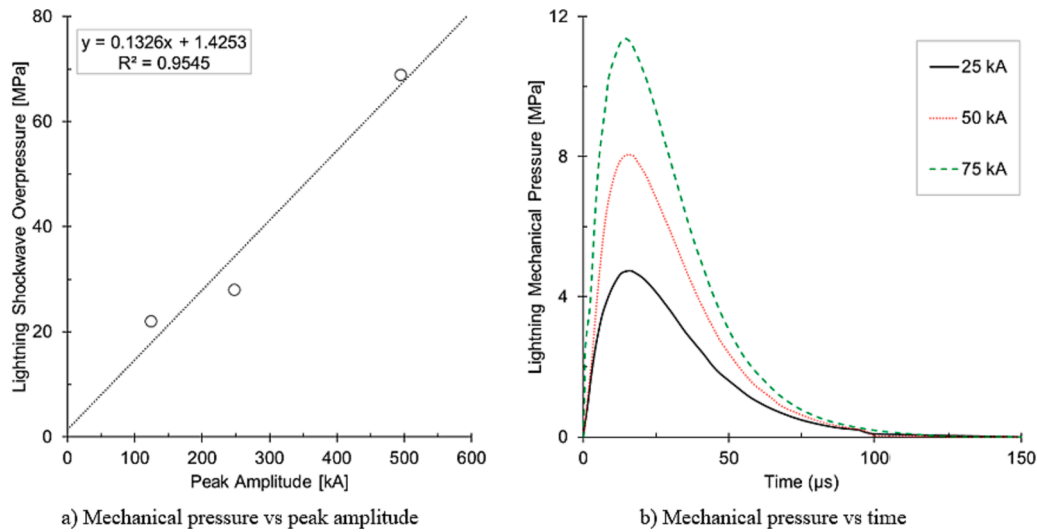 80
60
40
20
0
0
100
200
300
400
500
600
Lightning Shockwave Overpressure [MPa]
y = 0.1326x + 1.4253
R² = 0.9545
Peak Amplitude [kA]
a) Mechanical pressure vs peak amplitude
12
8
4
0
0
50
100
150
Lightning Mechanical Pressure [MPa]
25 kA
50 kA
75 kA
Time (µs)
b) Mechanical pressure vs time